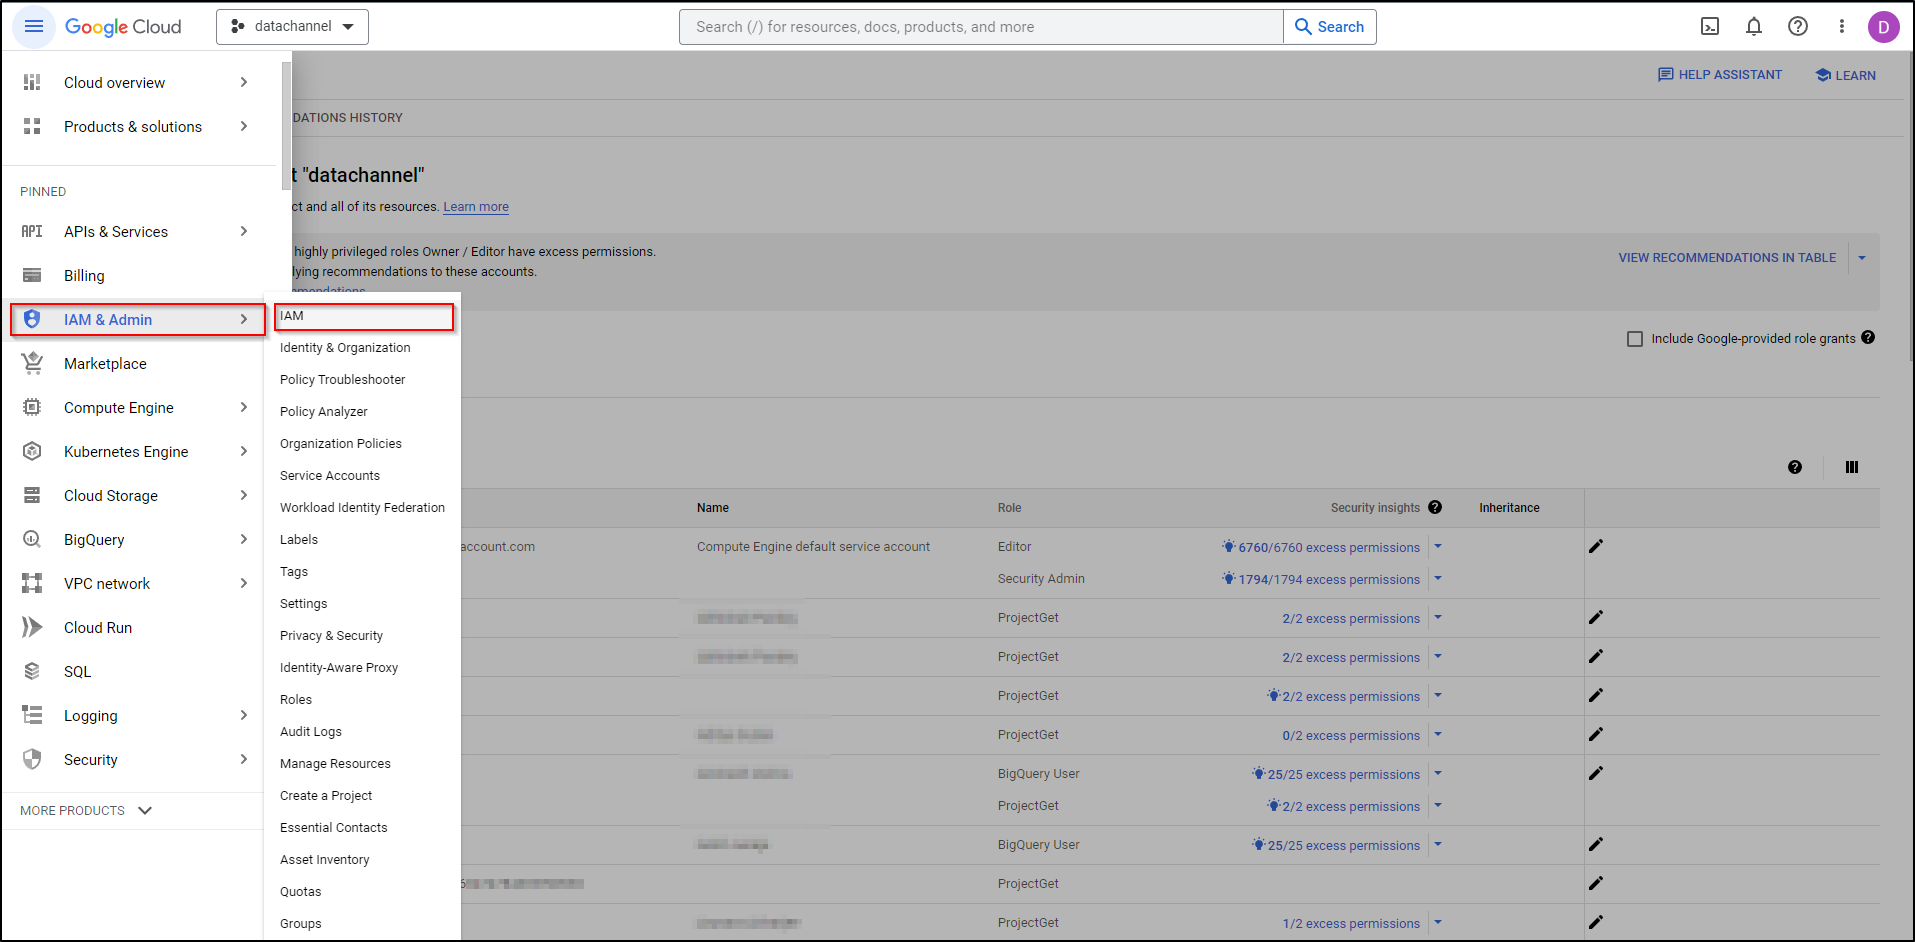 Google Cloud
datachannel
Search (/) for resources, docs, products, and more
Search
D
Cloud overview
Products & solutions
PINNED
API APIs & Services
Billing
IAM & Admin
Marketplace
Compute Engine
Kubernetes Engine
Cloud Storage
BigQuery
VPC network
Cloud Run
SQL
Logging
Security
MORE PRODUCTS
IAM
Identity & Organization
Policy Troubleshooter
Policy Analyzer
Organization Policies
Service Accounts
Workload Identity Federation
Labels
Tags
Settings
Privacy & Security
Identity-Aware Proxy
Roles
Audit Logs
Manage Resources
Create a Project
Essential Contacts
Asset Inventory
Quotas
Groups
HELP ASSISTANT
LEARN
DATIONS HISTORY
t "datachannel"
ct and all of its resources. Learn more
highly privileged roles Owner / Editor have excess permissions.
lying recommendations to these accounts.
VIEW RECOMMENDATIONS IN TABLE
Include Google-provided role grants
Name Role Security insights Inheritance
account.com Compute Engine default service account Editor 6760/6760 excess permissions
Security Admin 1794/1794 excess permissions
ProjectGet 2/2 excess permissions
ProjectGet 2/2 excess permissions
ProjectGet 2/2 excess permissions
ProjectGet 0/2 excess permissions
BigQuery User 25/25 excess permissions
ProjectGet 2/2 excess permissions
BigQuery User 25/25 excess permissions
ProjectGet
ProjectGet 1/2 excess permissions